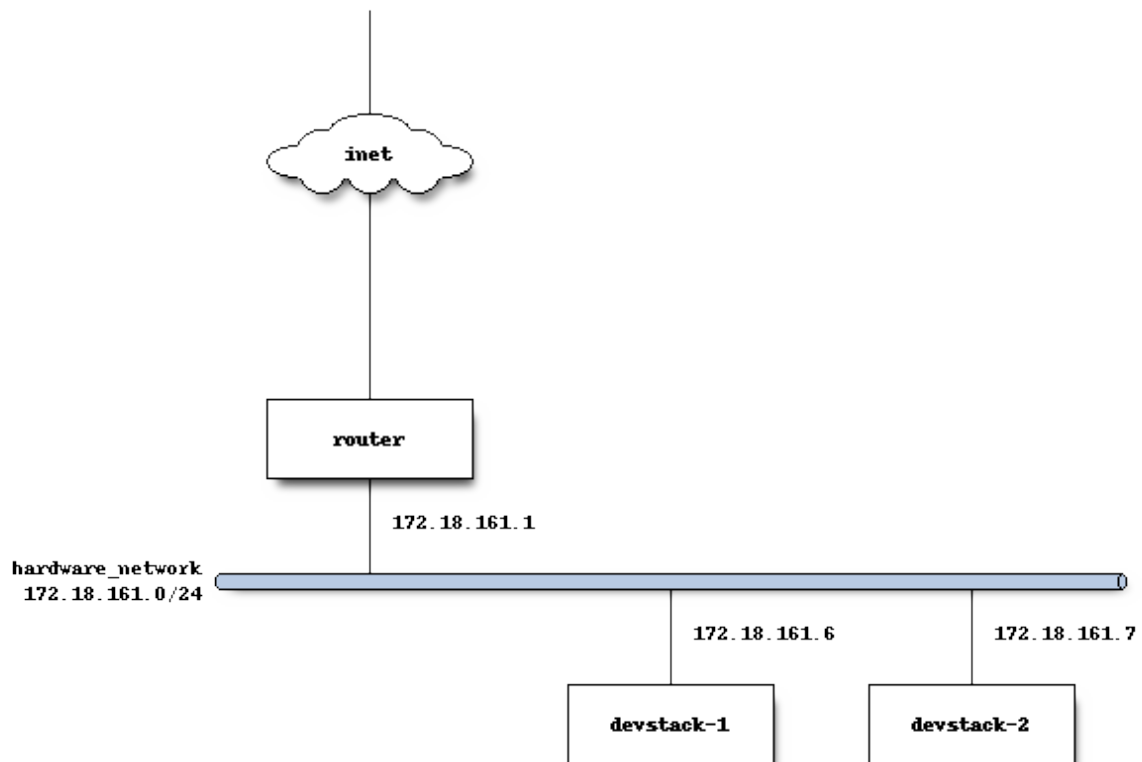 inet
router
172.18.161.1
hardware_network
172.18.161.0/24
172.18.161.6
172.18.161.7
devstack-1
devstack-2